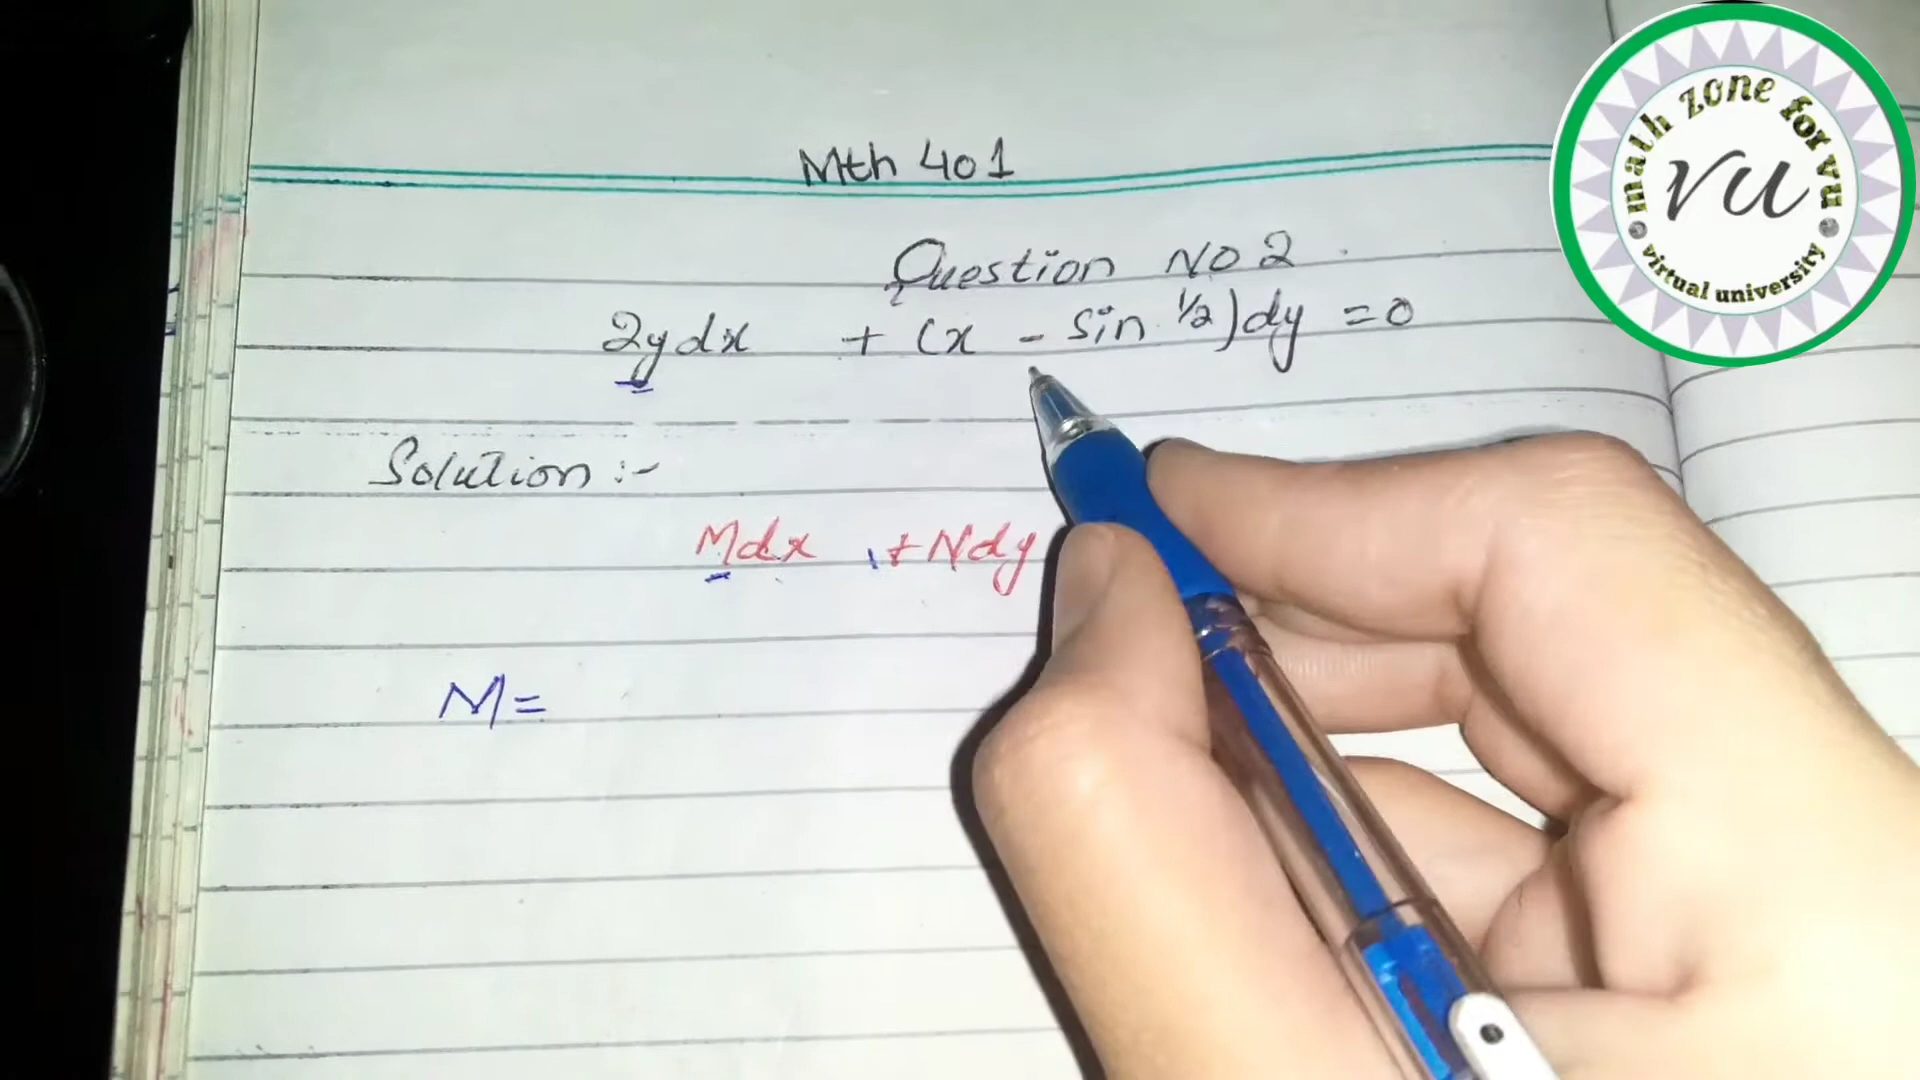 math zone for vu
vu
virtual university
Mth 401
Question NO 2
2ydx + (x - sin 1/2)dy = 0
Solution :-
Mdx + Ndy
M =